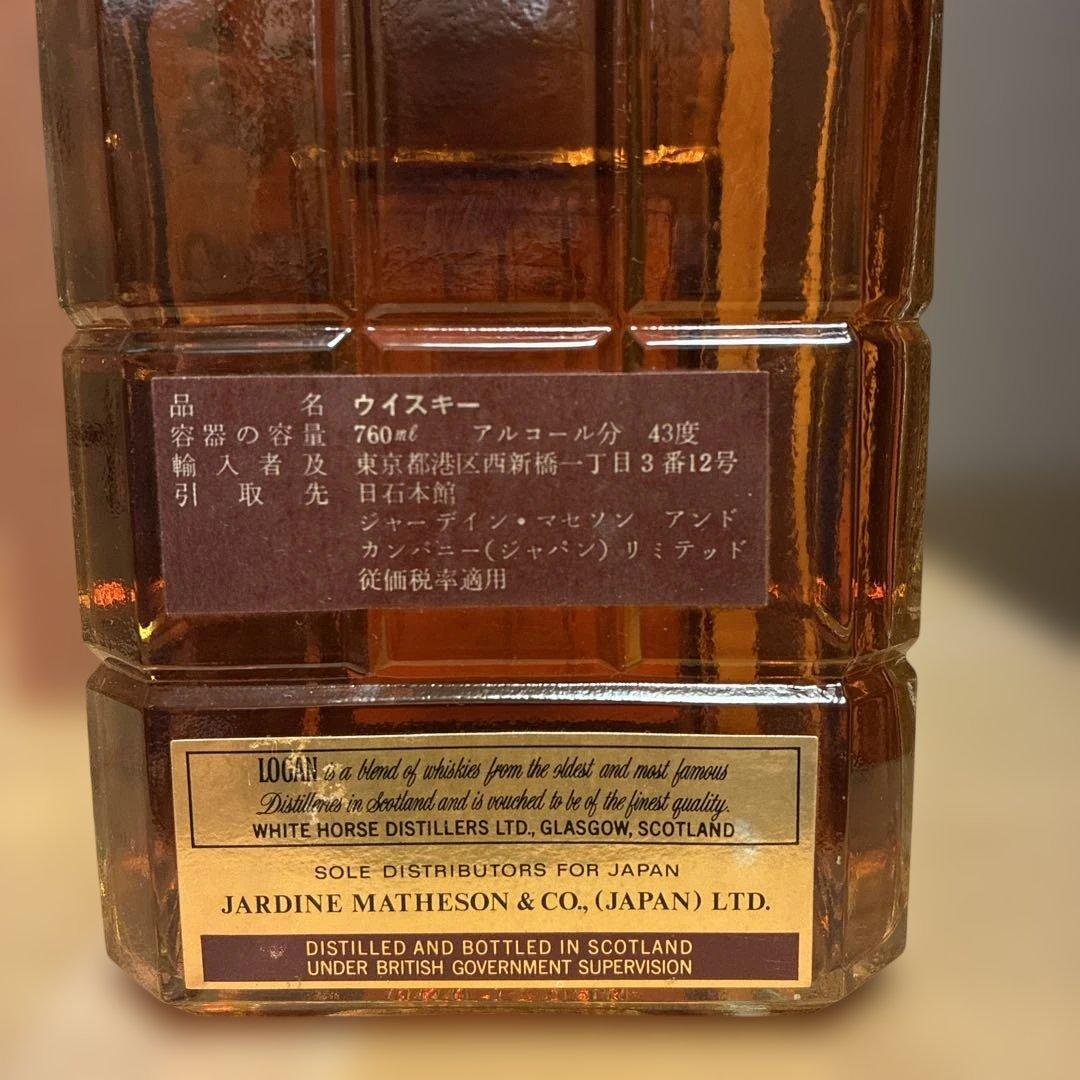 品名 ウイスキー
容器の容量 760㎖ アルコール分 43度
輸入者及 東京都港区西新橋一丁目3番12号
引取先 日石本館
ジャーデイン・マセソン アンド
カンパニー(ジャパン)リミテッド
従価税率適用
LOGAN is a blend of whiskies from the oldest and most famous
Distilleries in Scotland and is vouched to be of the finest quality.
WHITE HORSE DISTILLERS LTD., GLASGOW, SCOTLAND
SOLE DISTRIBUTORS FOR JAPAN
JARDINE MATHESON & CO., (JAPAN) LTD.
DISTILLED AND BOTTLED IN SCOTLAND
UNDER BRITISH GOVERNMENT SUPERVISION